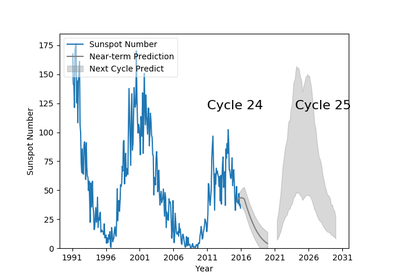 175
150
125
100
75
50
25
0
Sunspot Number
Sunspot Number
Near-term Prediction
Next Cycle Predict
Cycle 24
Cycle 25
1991
1996
2001
2006
2011
2016
2021
2026
2031
Year